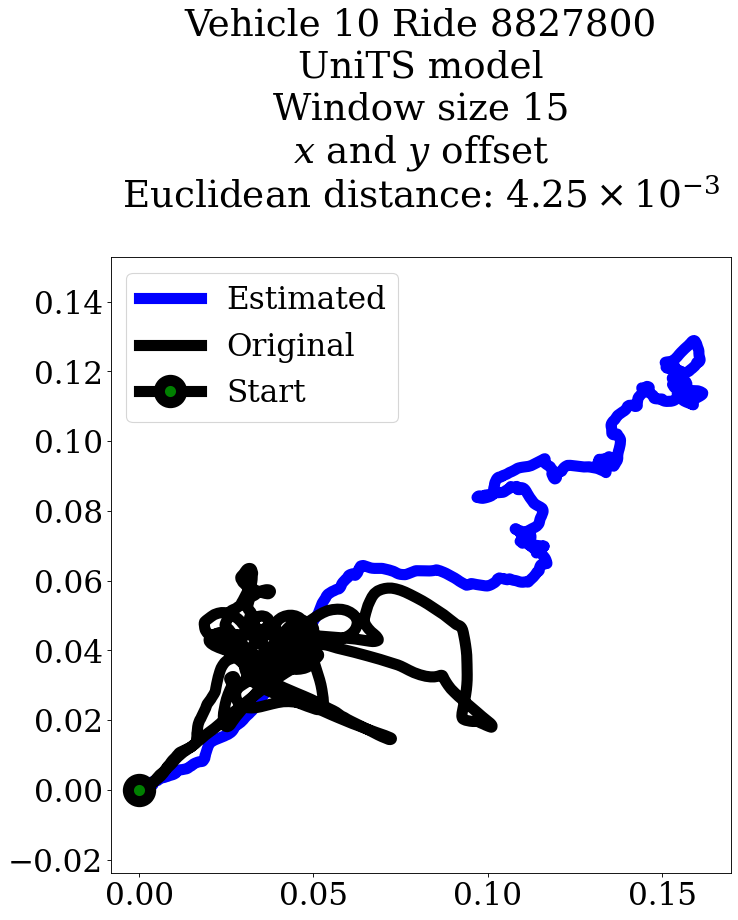 Vehicle 10 Ride 8827800
UniTS model
Window size 15
x and y offset
Euclidean distance: 4.25 × 10⁻³
Estimated
Original
Start
0.14
0.12
0.10
0.08
0.06
0.04
0.02
0.00
−0.02
0.00 0.05 0.10 0.15